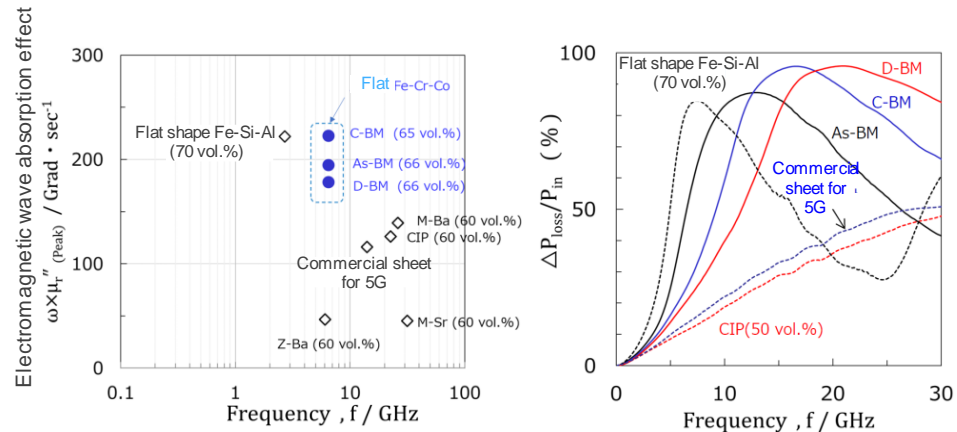 Electromagnetic wave absorption effect
ω×μr″ (Peak) / Grad・sec⁻¹
300
200
100
0
0.1
1
10
100
Frequency , f / GHz
Flat Fe-Cr-Co
Flat shape Fe-Si-Al
(70 vol.%)
C-BM (65 vol.%)
As-BM (66 vol.%)
D-BM (66 vol.%)
M-Ba (60 vol.%)
CIP (60 vol.%)
Commercial sheet
for 5G
M-Sr (60 vol.%)
Z-Ba (60 vol.%)
ΔPloss/Pin ( % )
100
50
0
0
10
20
30
Frequency , f / GHz
Flat shape Fe-Si-Al
(70 vol.%)
D-BM
C-BM
As-BM
Commercial
sheet for
5G
CIP(50 vol.%)